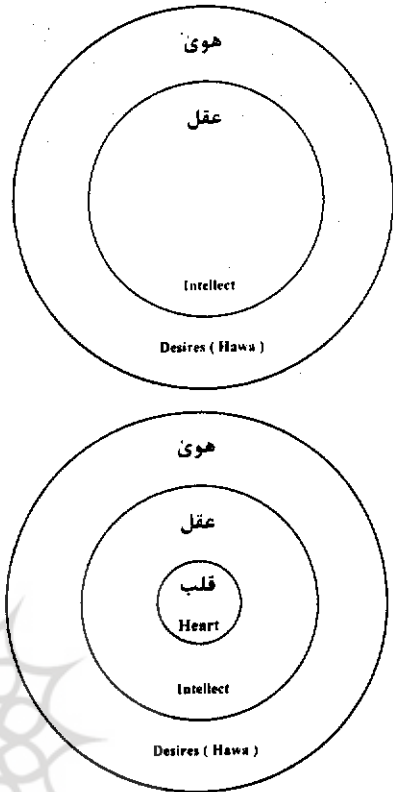 هوىٰ
عقل
Intellect
Desires ( Hawa )
هوىٰ
عقل
قلب
Heart
Intellect
Desires ( Hawa )